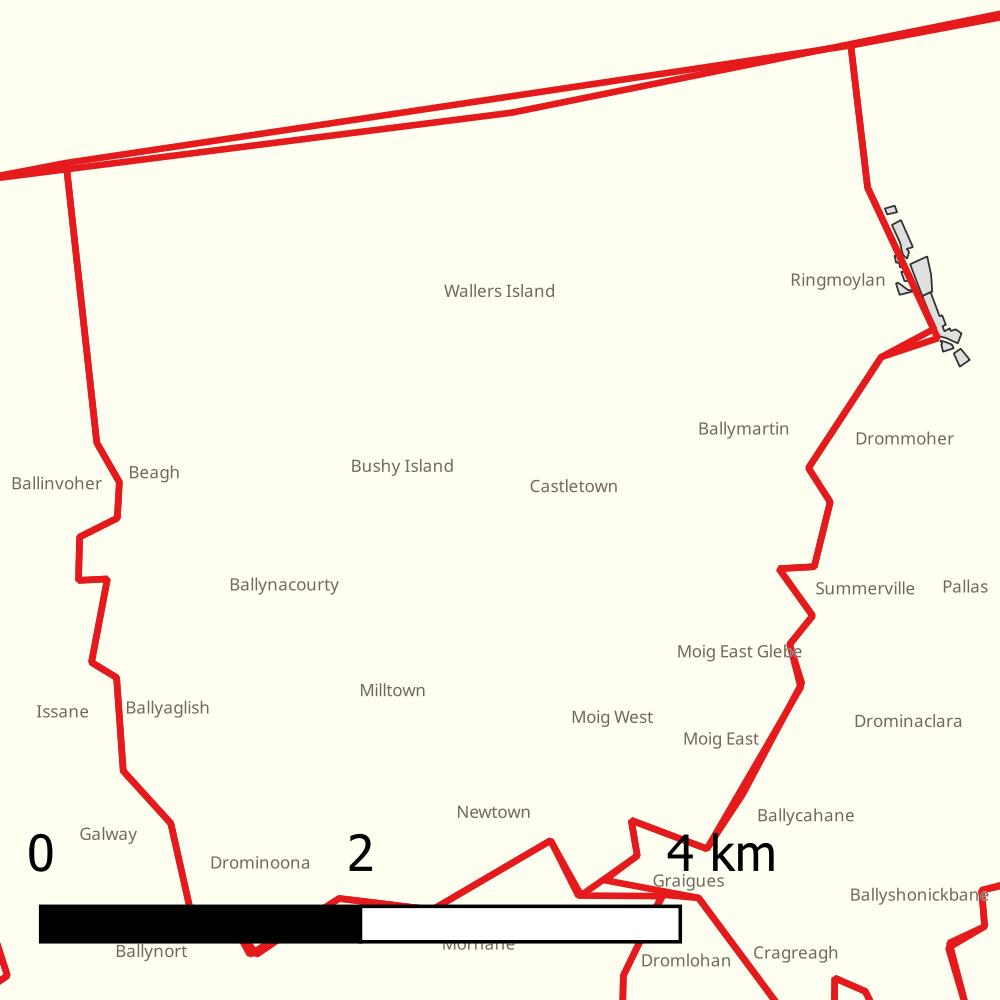 Ringmoylan
Wallers Island
Ballymartin
Drommoher
Bushy Island
Beagh
Ballinvoher
Castletown
Ballynacourty
Summerville
Pallas
Moig East Glebe
Milltown
Ballyaglish
Issane
Moig West
Drominaclara
Moig East
Newtown
Ballycahane
Galway
0 2 4 km
Drominoona
Graigues
Ballyshonickbane
Mornane
Ballynort
Cragreagh
Dromlohan